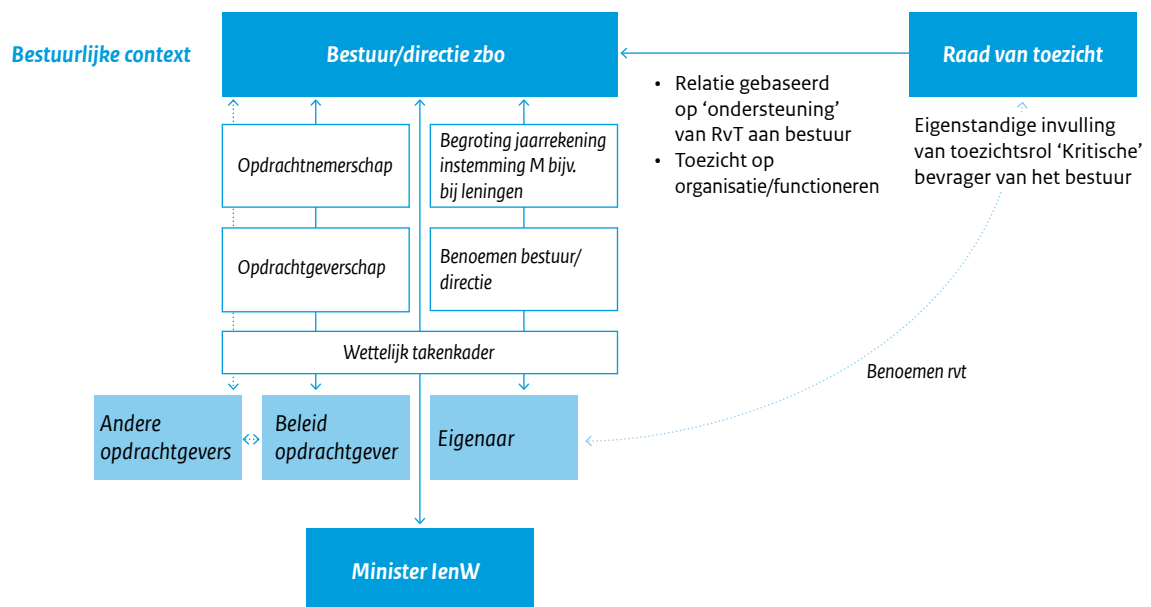 Bestuurlijke context
Bestuur/directie zbo
Raad van toezicht
• Relatie gebaseerd
op ‘ondersteuning’
van RvT aan bestuur
• Toezicht op
organisatie/functioneren
Eigenstandige invulling
van toezichtsrol ‘Kritische’
bevrager van het bestuur
Opdrachtnemerschap
Begroting jaarrekening
instemming M bijv.
bij leningen
Opdrachtgeverschap
Benoemen bestuur/
directie
Wettelijk takenkader
Benoemen rvt
Andere
opdrachtgevers
Beleid
opdrachtgever
Eigenaar
Minister IenW